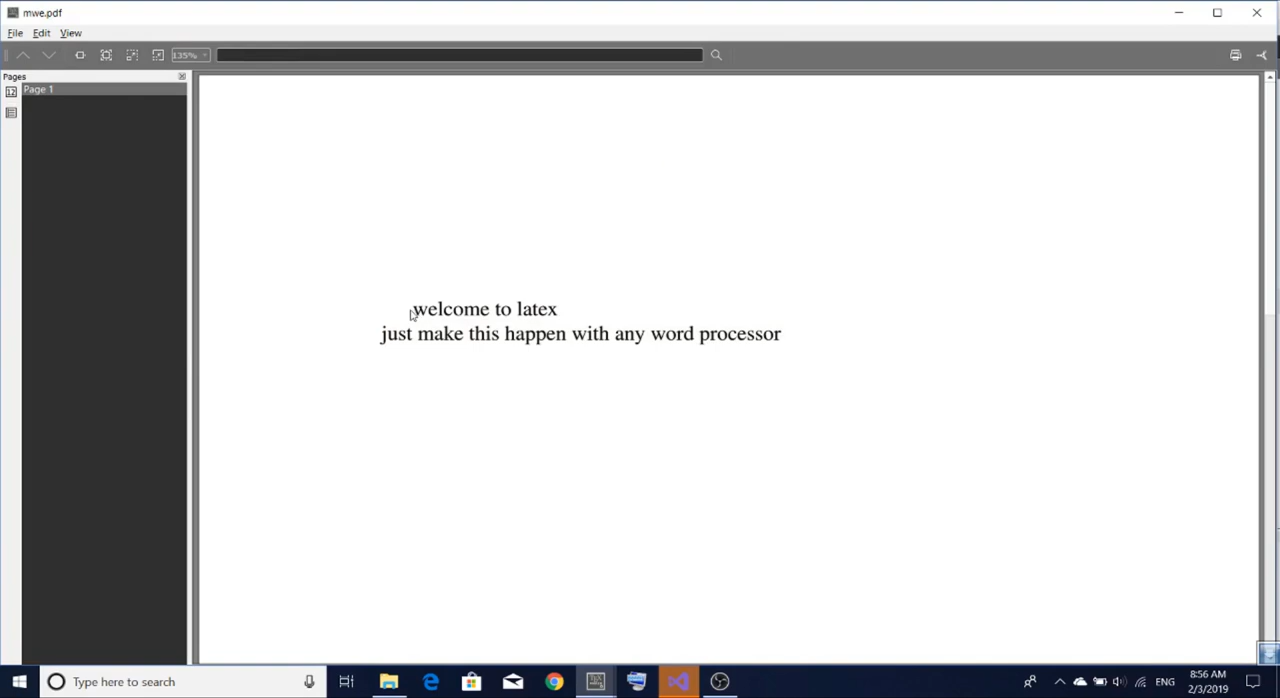 mwe.pdf
File Edit View
135%
Pages
Page 1
welcome to latex
just make this happen with any word processor
Type here to search
ENG
8:56 AM
2/3/2019